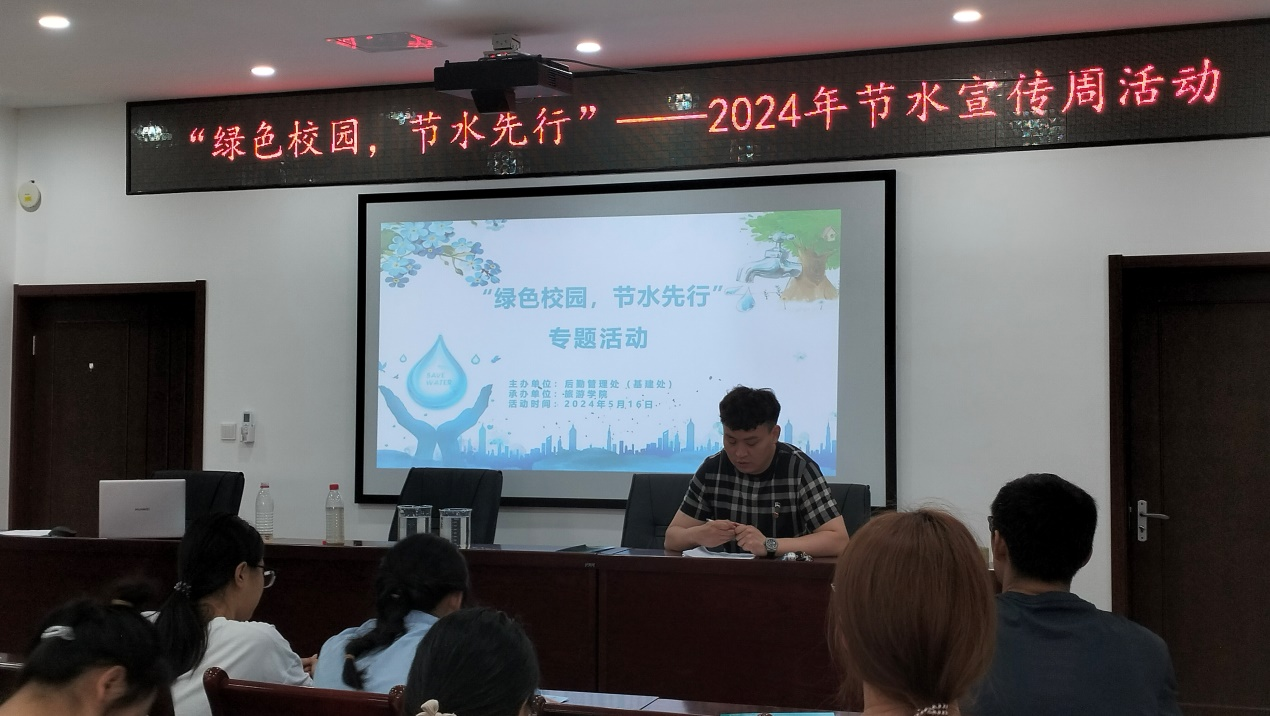 “绿色校园，节水先行”——2024年节水宣传周活动
“绿色校园，节水先行”
专题活动
主办单位：后勤管理处（基建处）
承办单位：旅游学院
活动时间：2024年5月16日